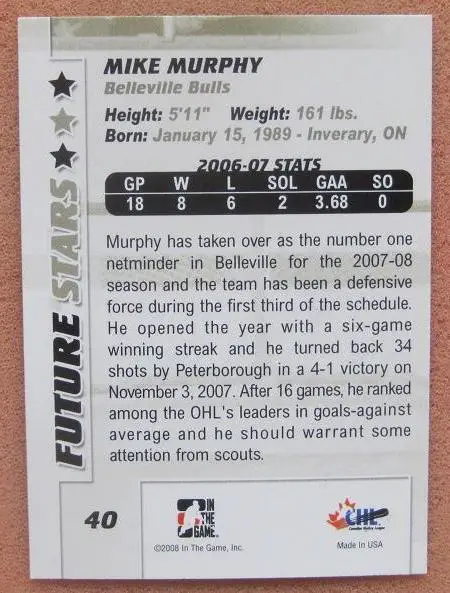 MIKE MURPHY
Belleville Bulls
Height: 5'11" Weight: 161 lbs.
Born: January 15, 1989 - Inverary, ON
2006-07 STATS
GP W L SOL GAA SO
18 8 6 2 3.68 0
Murphy has taken over as the number one
netminder in Belleville for the 2007-08
season and the team has been a defensive
force during the first third of the schedule.
He opened the year with a six-game
winning streak and he turned back 34
shots by Peterborough in a 4-1 victory on
November 3, 2007. After 16 games, he ranked
among the OHL's leaders in goals-against
average and he should warrant some
attention from scouts.
FUTURE STARS
40
IN
THE
GAME
©2008 In The Game, Inc.
CHL
Canadian Hockey League
Made In USA